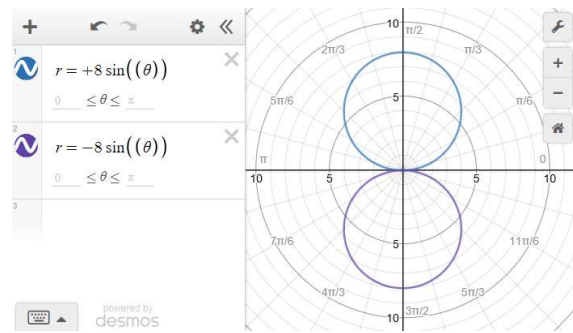 1
r = +8 sin((θ))
0 ≤ θ ≤ π
2
r = −8 sin((θ))
0 ≤ θ ≤ π
3
powered by
desmos
10
π/2
2π/3
π/3
5
5π/6
π/6
π
0
10
5
5
10
7π/6
5
11π/6
4π/3
5π/3
10
3π/2